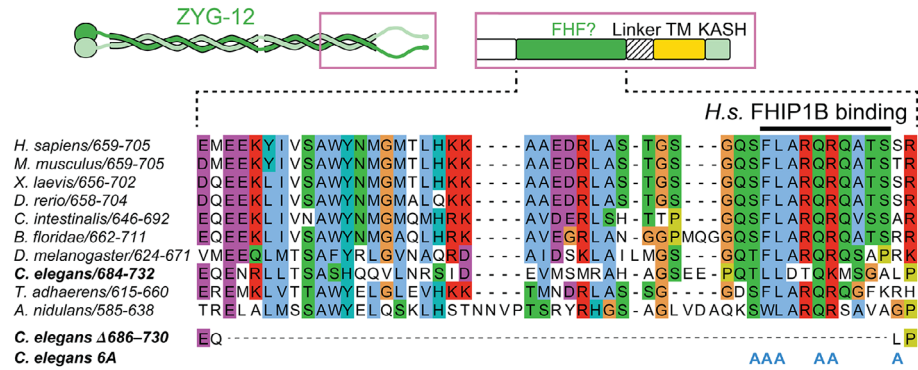 ZYG-12
FHF? Linker TM KASH
H.s. FHIP1B binding
H. sapiens/659-705 EMEEKYIVSAWYNMGMTLHKK----AAEDRLAS-TGS---GQSFLARQRQATSSR
M. musculus/659-705 DMEEKYIVSAWYNMGMTLHKK----AAEDRLAS-TGS---GQSFLARQRQATSSR
X. laevis/656-702 DQEEKLIVSAWYNMGMTLHKK----AAEDRLAS-TGS---GQSFLARQRQATSSR
D. rerio/658-704 DQEEKLIVSAWYNMGMALQKK----AAEDRLAS-TGS---GQSFLARQRQATSSR
C. intestinalis/646-692 EQEEKLIVNAWYNMGMQMHRK----AVDERLSH-TTP---GQSFLARQRQVSSAR
B. floridae/662-711 EQEEKLIVSAWYNMGAQLHRK----AVEGRLAN-GGPMQGGQSFLARQRQATSRR
D. melanogaster/624-671 VMEEQLMTSAFYRLGVNAQRD----AIDSKLAILMGS---GQSFLARQRQSAPRK
C. elegans/684-732 EQENRLLTSASHQQVLNRSID----EVMSMRAH-AGSEE-PQTLLDTQKMSGALP
T. adhaerens/615-660 EREMKLVTTAWYELGLEVHKK----TMNDRLAS-SG----GDSFLARQRQGFKRH
A. nidulans/585-638 TRELALMSSAWYELQSKLHSTNNVPTSRYRHGS-AGLVDAQKSWLARQRSAVAGP
C. elegans Δ686–730 EQ---------------------------------------------------LP
C. elegans 6A AAA AA A